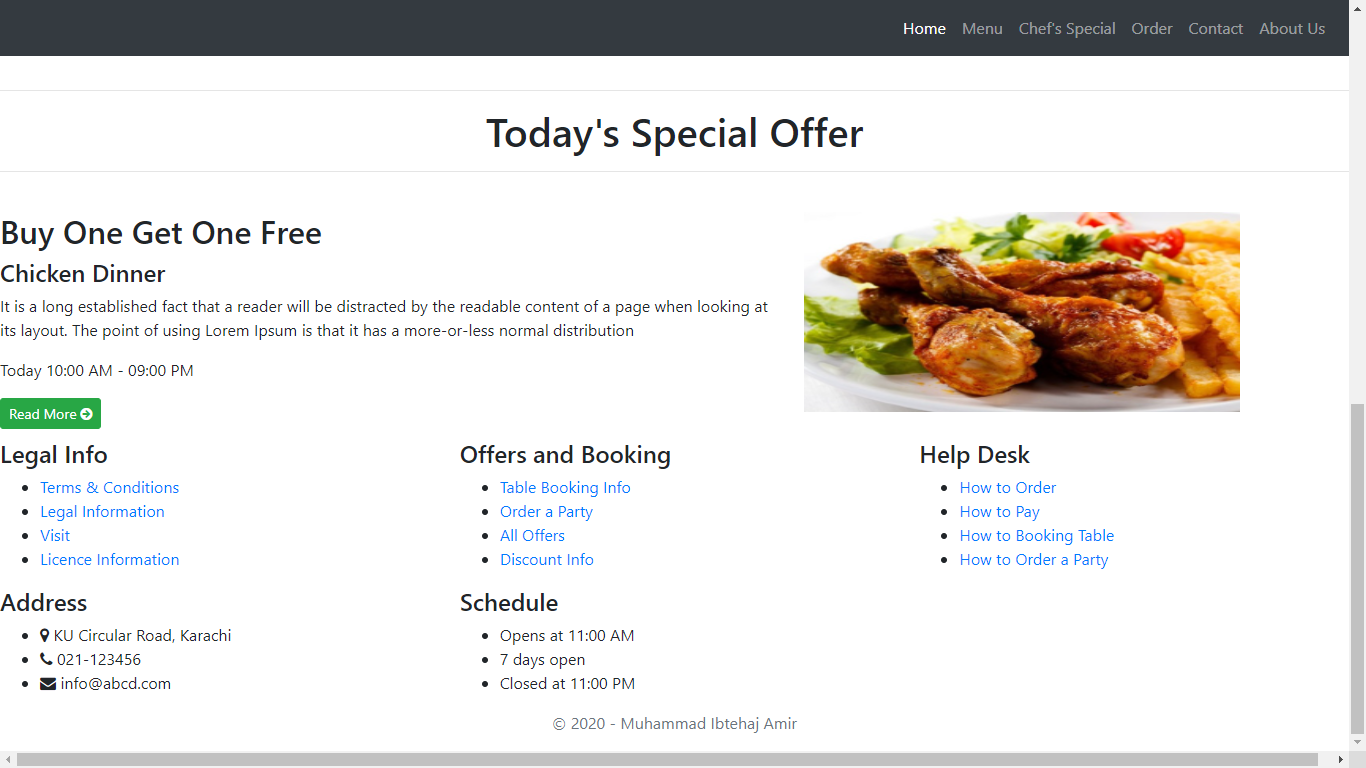 Home Menu Chef's Special Order Contact About Us
Today's Special Offer
Buy One Get One Free
Chicken Dinner
It is a long established fact that a reader will be distracted by the readable content of a page when looking at
its layout. The point of using Lorem Ipsum is that it has a more-or-less normal distribution
Today 10:00 AM - 09:00 PM
Read More
Legal Info
Terms & Conditions
Legal Information
Visit
Licence Information
Offers and Booking
Table Booking Info
Order a Party
All Offers
Discount Info
Help Desk
How to Order
How to Pay
How to Booking Table
How to Order a Party
Address
KU Circular Road, Karachi
021-123456
info@abcd.com
Schedule
Opens at 11:00 AM
7 days open
Closed at 11:00 PM
© 2020 - Muhammad Ibtehaj Amir